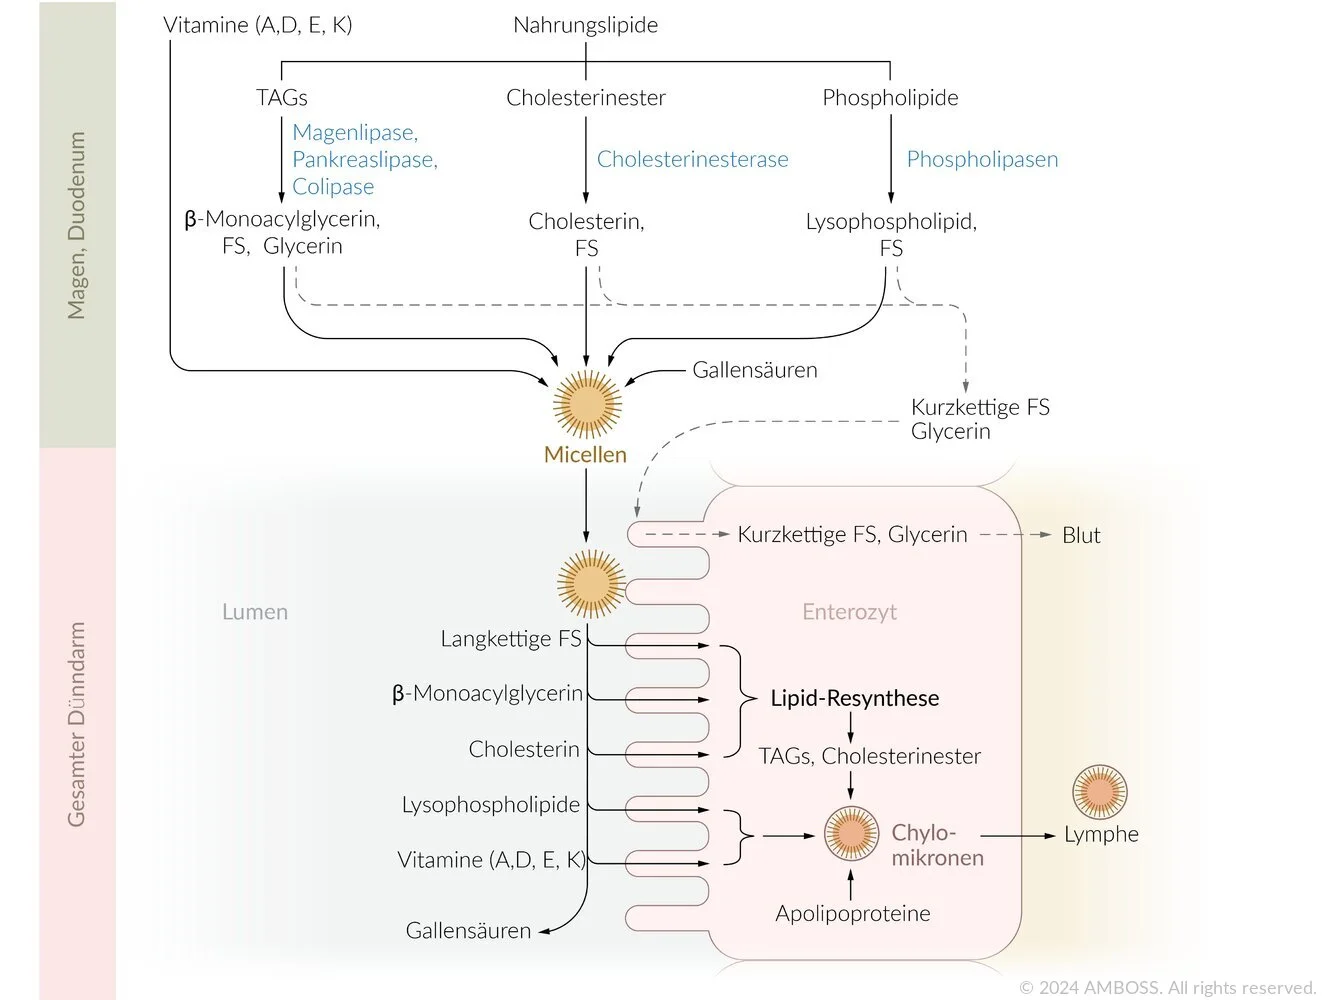 Vitamine (A,D, E, K)
Nahrungslipide
TAGs
Cholesterinester
Phospholipide
Magenlipase,
Pankreaslipase,
Colipase
Cholesterinesterase
Phospholipasen
β-Monoacylglycerin,
FS, Glycerin
Cholesterin,
FS
Lysophospholipid,
FS
Magen, Duodenum
Gallensäuren
Kurzkettige FS
Glycerin
Micellen
Kurzkettige FS, Glycerin
Blut
Lumen
Enterozyt
Gesamter Dünndarm
Langkettige FS
β-Monoacylglycerin
Cholesterin
Lysophospholipide
Vitamine (A,D, E, K)
Gallensäuren
Lipid-Resynthese
TAGs, Cholesterinester
Chylo-
mikronen
Lymphe
Apolipoproteine
© 2024 AMBOSS. All rights reserved.